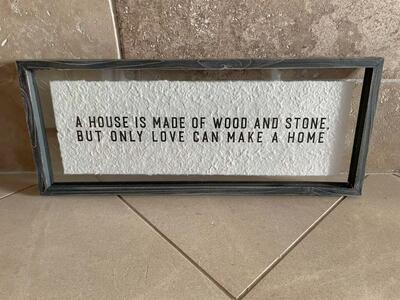 A HOUSE IS MADE OF WOOD AND STONE,
BUT ONLY LOVE CAN MAKE A HOME